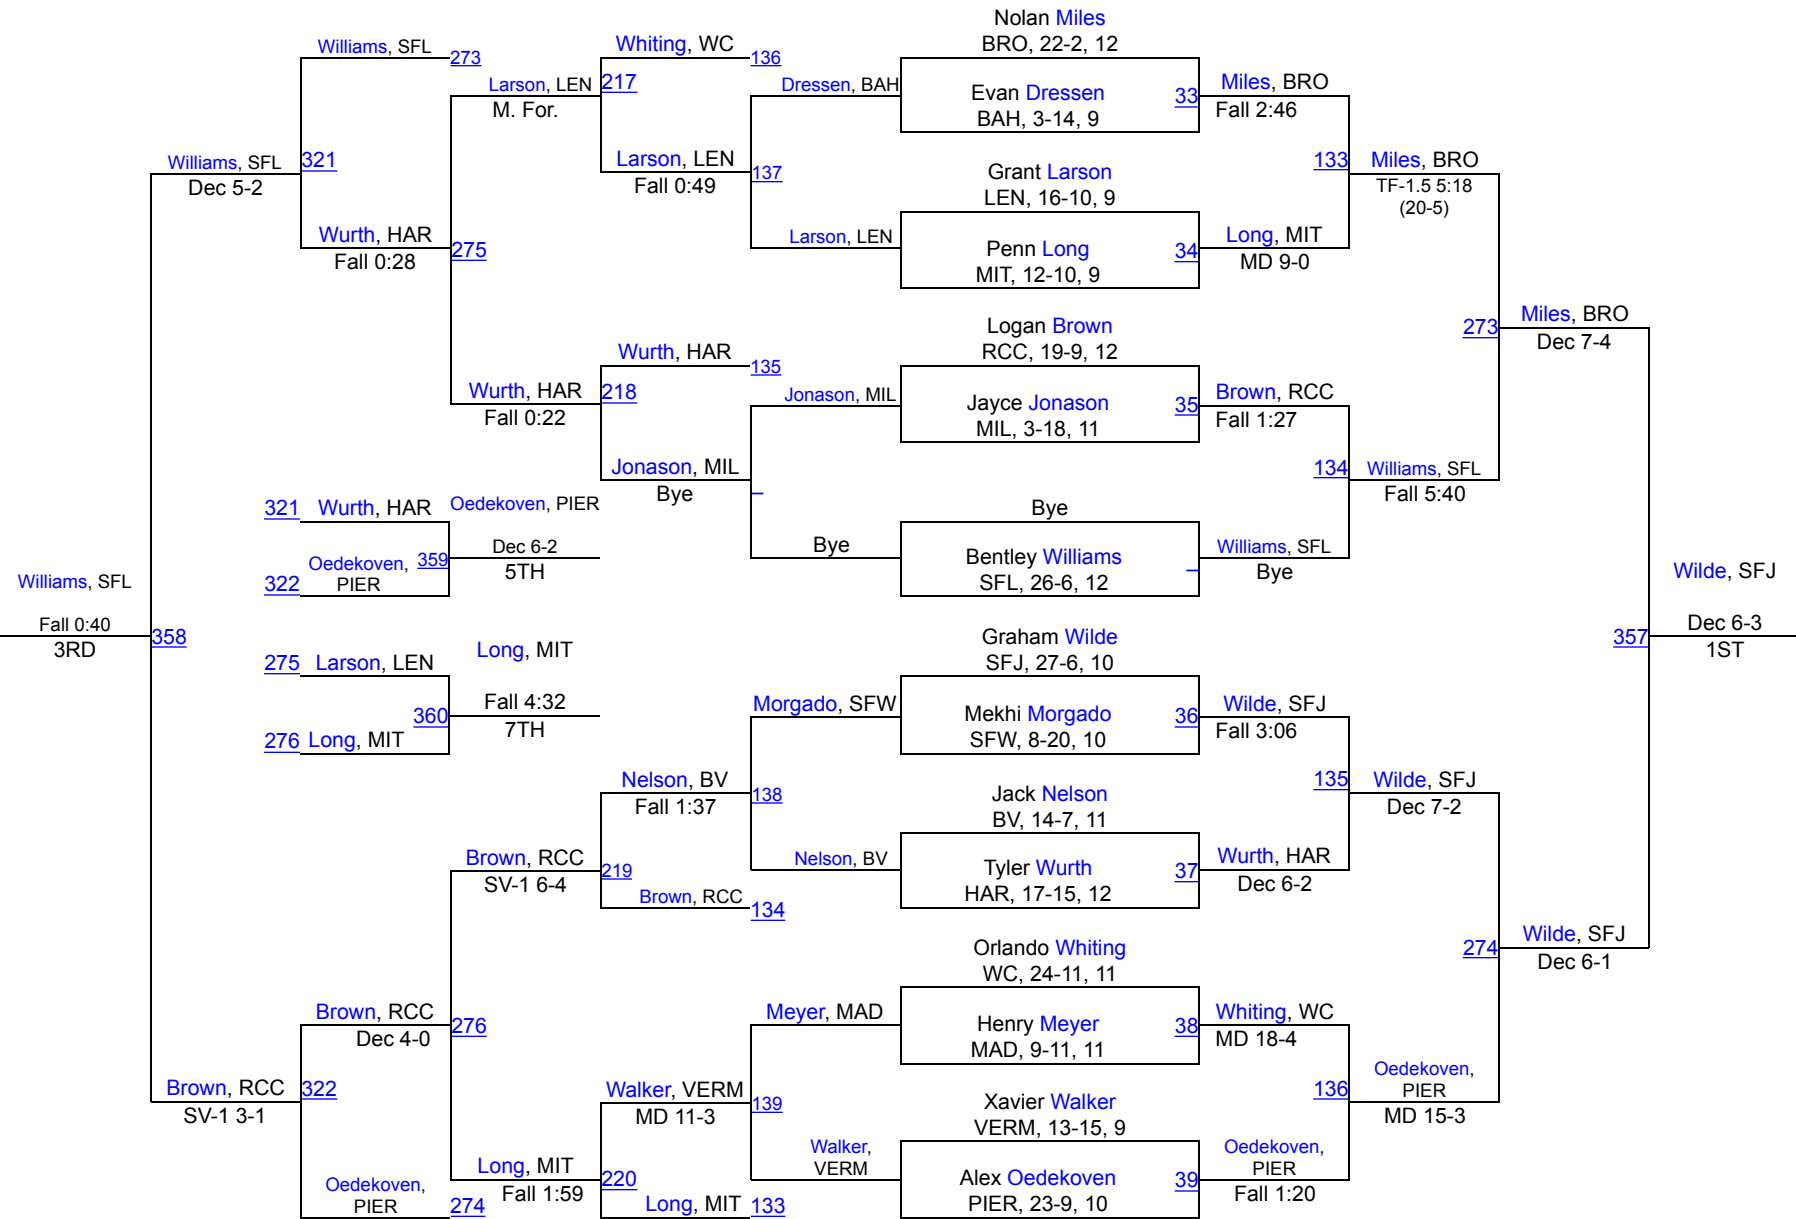 Williams, SFL
Fall 0:40
3RD
358
Williams, SFL
Dec 5-2
321
Williams, SFL
273
Wurth, HAR
Fall 0:28
275
Larson, LEN
M. For.
217
Whiting, WC
136
Larson, LEN
Fall 0:49
137
Dressen, BAH
Larson, LEN
Wurth, HAR
Fall 0:22
218
Wurth, HAR
135
Jonason, MIL
Bye
–
Jonason, MIL
Bye
321 Wurth, HAR
322
Oedekoven,
PIER
359
Oedekoven, PIER
Dec 6-2
5TH
275 Larson, LEN
276 Long, MIT
360
Long, MIT
Fall 4:32
7TH
Brown, RCC
SV-1 3-1
322
Brown, RCC
Dec 4-0
276
Oedekoven,
PIER
274
Brown, RCC
SV-1 6-4
219
Nelson, BV
Fall 1:37
138
Morgado, SFW
Nelson, BV
Brown, RCC
134
Long, MIT
Fall 1:59
220
Walker, VERM
MD 11-3
139
Meyer, MAD
Walker,
VERM
Long, MIT 133
Nolan Miles
BRO, 22-2, 12
Evan Dressen
BAH, 3-14, 9
33
Miles, BRO
Fall 2:46
Grant Larson
LEN, 16-10, 9
Penn Long
MIT, 12-10, 9
34
Long, MIT
MD 9-0
133
Miles, BRO
TF-1.5 5:18
(20-5)
Logan Brown
RCC, 19-9, 12
Jayce Jonason
MIL, 3-18, 11
35
Brown, RCC
Fall 1:27
Bye
Bentley Williams
SFL, 26-6, 12
–
Williams, SFL
Bye
134
Williams, SFL
Fall 5:40
273
Miles, BRO
Dec 7-4
Graham Wilde
SFJ, 27-6, 10
Mekhi Morgado
SFW, 8-20, 10
36
Wilde, SFJ
Fall 3:06
Jack Nelson
BV, 14-7, 11
Tyler Wurth
HAR, 17-15, 12
37
Wurth, HAR
Dec 6-2
135
Wilde, SFJ
Dec 7-2
Orlando Whiting
WC, 24-11, 11
Henry Meyer
MAD, 9-11, 11
38
Whiting, WC
MD 18-4
Xavier Walker
VERM, 13-15, 9
Alex Oedekoven
PIER, 23-9, 10
39
Oedekoven,
PIER
Fall 1:20
136
Oedekoven,
PIER
MD 15-3
274
Wilde, SFJ
Dec 6-1
357
Wilde, SFJ
Dec 6-3
1ST